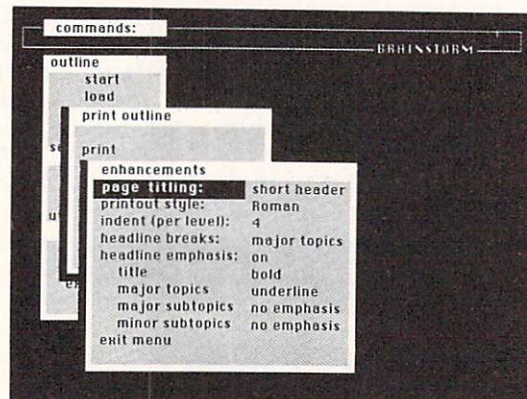 commands:
BRAINSTORM
outline
start
load
print outline
print
enhancements
page titling: short header
printout style: Roman
indent (per level): 4
headline breaks: major topics
headline emphasis: on
title bold
major topics underline
major subtopics no emphasis
minor subtopics no emphasis
exit menu